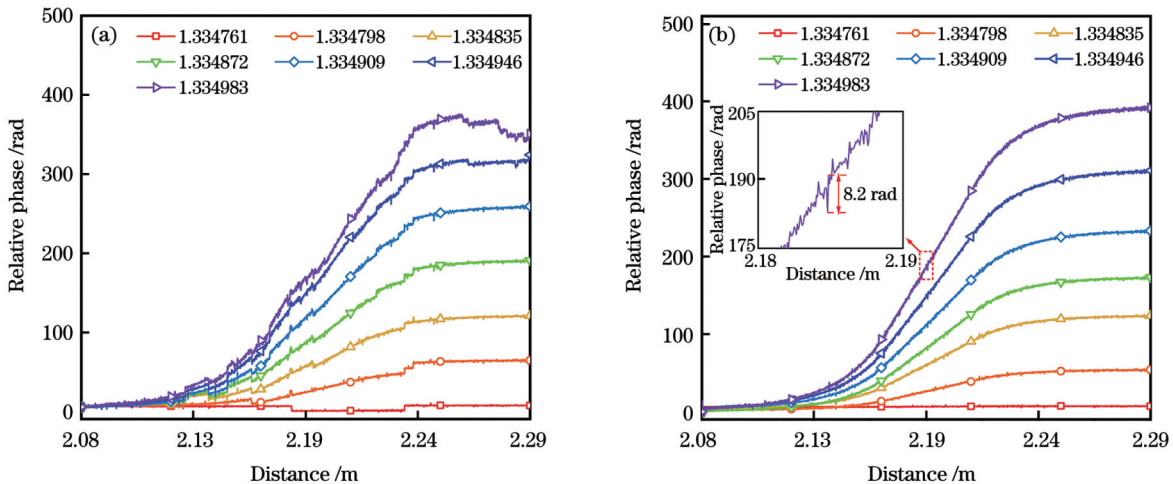 (a)
1.334761 1.334798 1.334835
1.334872 1.334909 1.334946
1.334983
500
400
300
200
100
0
2.08 2.13 2.19 2.24 2.29
Relative phase /rad
Distance /m
(b)
1.334761 1.334798 1.334835
1.334872 1.334909 1.334946
1.334983
500
400
300
200
100
0
2.08 2.13 2.19 2.24 2.29
Relative phase /rad
Distance /m
205
190
175
2.18 2.19
Relative phase /rad
Distance /m
8.2 rad